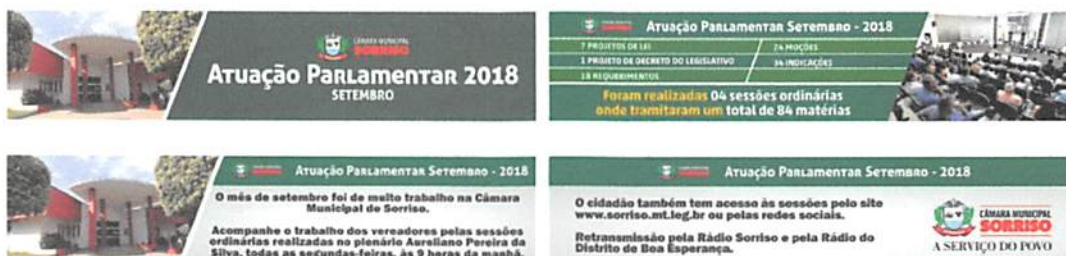 CÂMARA MUNICIPAL
SORRISO
ATUAÇÃO PARLAMENTAR 2018
SETEMBRO
ATUAÇÃO PARLAMENTAR SETEMBRO - 2018
7 PROJETOS DE LEI
24 MOÇÕES
1 PROJETO DE DECRETO DO LEGISLATIVO
34 INDICAÇÕES
18 REQUERIMENTOS
Foram realizadas 04 sessões ordinárias
onde tramitaram um total de 84 matérias
ATUAÇÃO PARLAMENTAR SETEMBRO - 2018
O mês de setembro foi de muito trabalho na Câmara
Municipal de Sorriso.
Acompanhe o trabalho dos vereadores pelas sessões
ordinárias realizadas no plenário Aureliano Pereira da
Silva, todas as segundas-feiras, às 9 horas da manhã.
ATUAÇÃO PARLAMENTAR SETEMBRO - 2018
O cidadão também tem acesso às sessões pelo site
www.sorriso.mt.leg.br ou pelas redes sociais.
Retransmissão pela Rádio Sorriso e pela Rádio do
Distrito de Boa Esperança.
CÂMARA MUNICIPAL
SORRISO
A SERVIÇO DO POVO